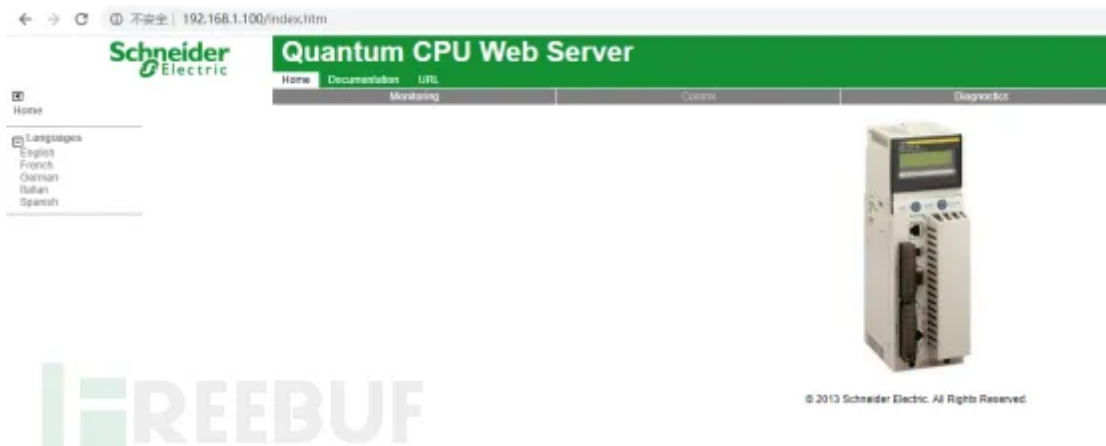 不安全 | 192.168.1.100/index.htm
Schneider Electric
Quantum CPU Web Server
Home Documentation URL
Monitoring Control Diagnostics
Home
Languages
English
French
German
Italian
Spanish
© 2013 Schneider Electric. All Rights Reserved.
FREEBUF